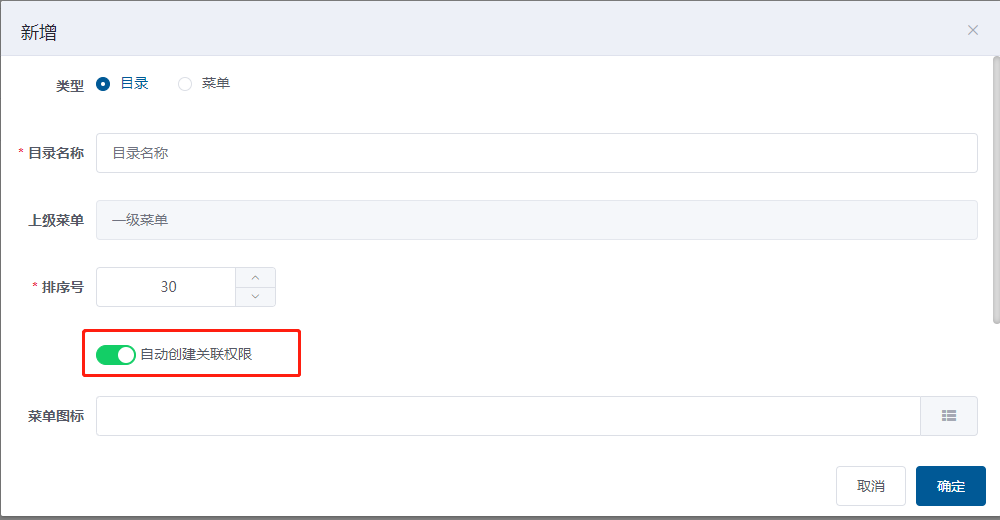 新增
类型 目录 菜单
* 目录名称 目录名称
上级菜单 一级菜单
* 排序号 30
自动创建关联权限
菜单图标
取消 确定